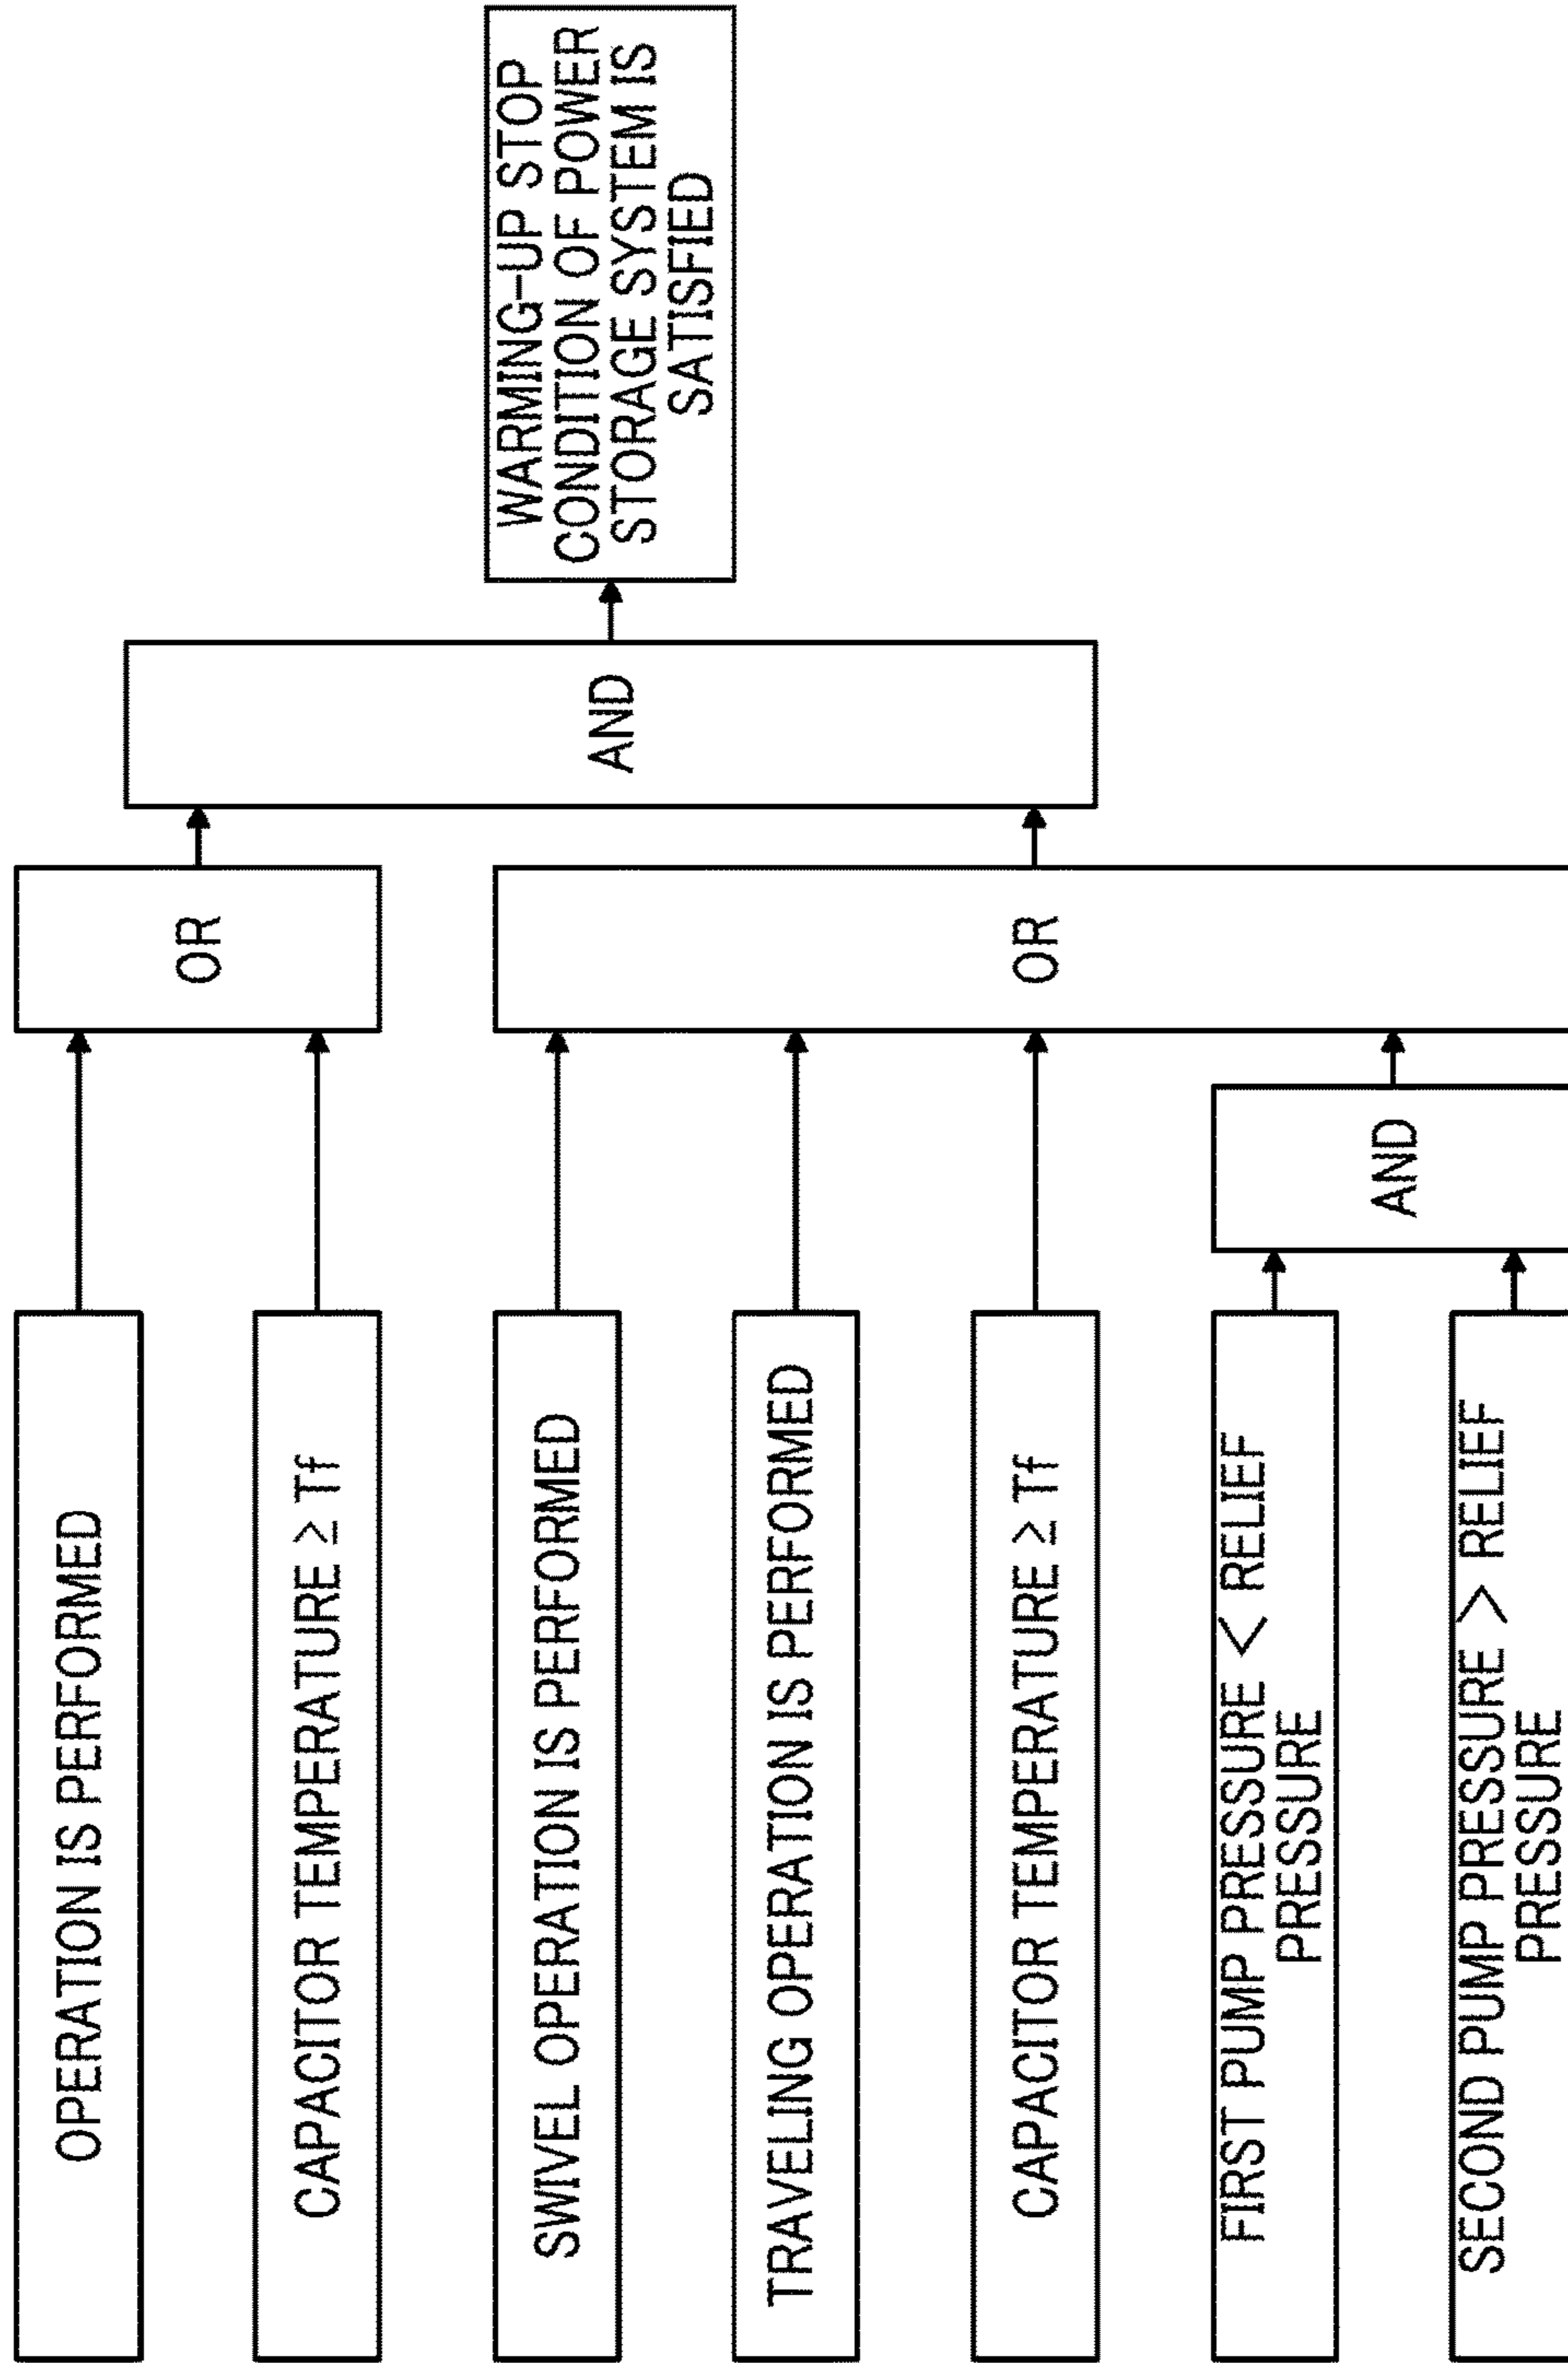 OPERATION IS PERFORMED
CAPACITOR TEMPERATURE ≥ Tf
SWIVEL OPERATION IS PERFORMED
TRAVELING OPERATION IS PERFORMED
CAPACITOR TEMPERATURE ≥ Tf
FIRST PUMP PRESSURE < RELIEF
PRESSURE
SECOND PUMP PRESSURE > RELIEF
PRESSURE
AND
OR
OR
AND
WARMING-UP STOP
CONDITION OF POWER
STORAGE SYSTEM IS
SATISFIED